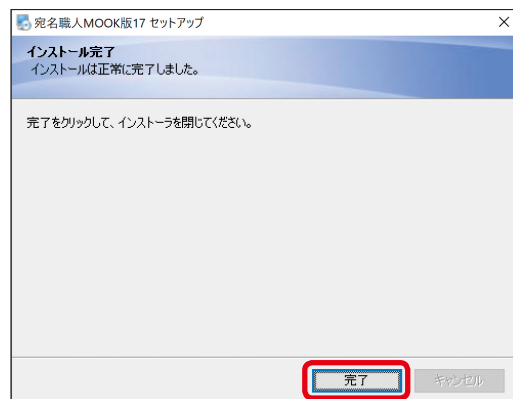 宛名職人MOOK版17 セットアップ
インストール完了
インストールは正常に完了しました。
完了をクリックして、インストーラを閉じてください。
完了
キャンセル